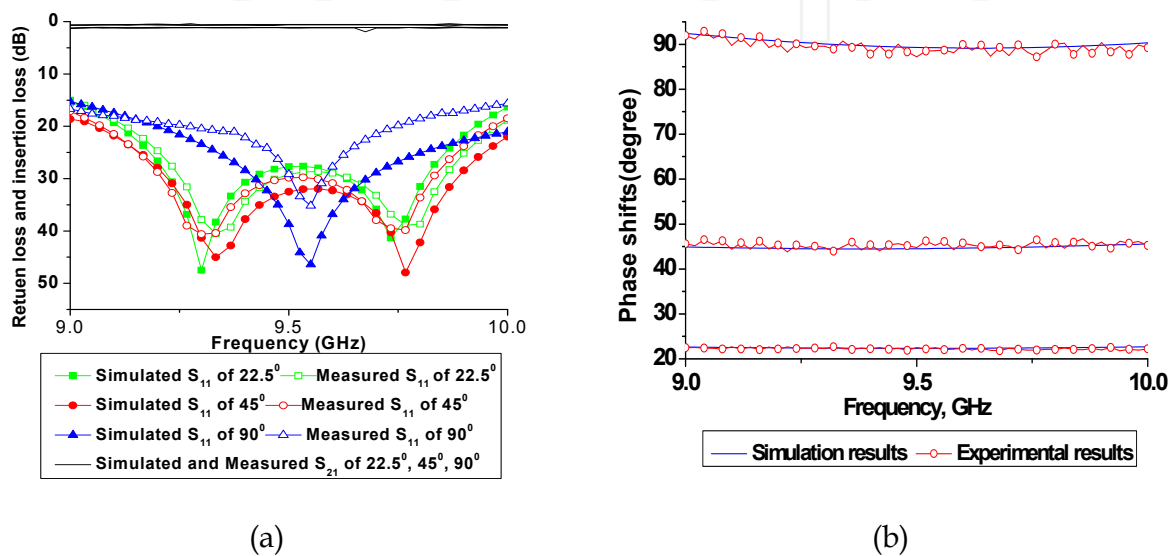 0
10
20
30
40
50
Retuen loss and insertion loss (dB)
9.0
9.5
10.0
Frequency (GHz)
Simulated S11 of 22.5⁰
Measured S11 of 22.5⁰
Simulated S11 of 45⁰
Measured S11 of 45⁰
Simulated S11 of 90⁰
Measured S11 of 90⁰
Simulated and Measured S21 of 22.5⁰, 45⁰, 90⁰
(a)
90
80
70
60
50
40
30
20
Phase shifts(degree)
9.0
9.5
10.0
Frequency, GHz
Simulation results
Experimental results
(b)